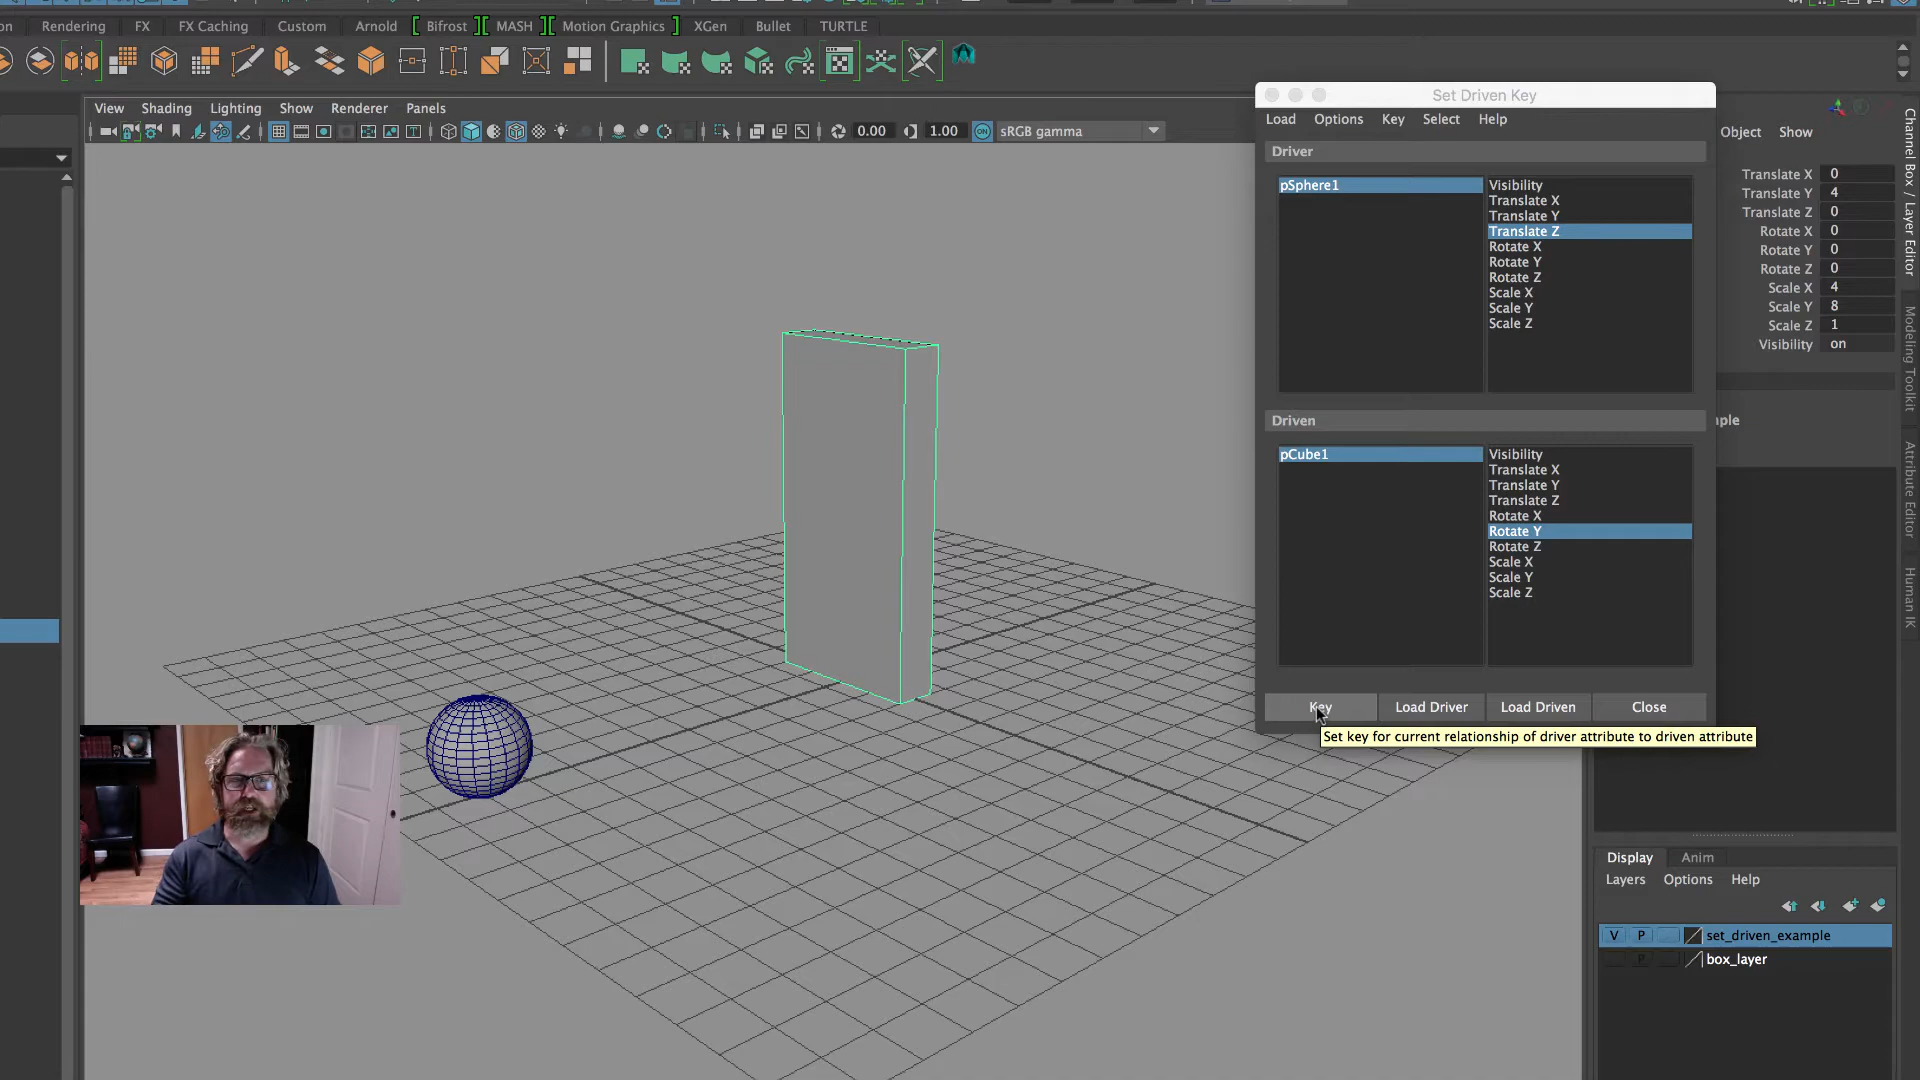 Rendering FX FX Caching Custom Arnold Bifrost MASH Motion Graphics XGen Bullet TURTLE
View Shading Lighting Show Renderer Panels
0.00 1.00 ON sRGB gamma
Set Driven Key
Load Options Key Select Help
Driver
pSphere1
Visibility
Translate X
Translate Y
Translate Z
Rotate X
Rotate Y
Rotate Z
Scale X
Scale Y
Scale Z
Driven
pCube1
Visibility
Translate X
Translate Y
Translate Z
Rotate X
Rotate Y
Rotate Z
Scale X
Scale Y
Scale Z
Key Load Driver Load Driven Close
Set key for current relationship of driver attribute to driven attribute
Object Show
Translate X 0
Translate Y 4
Translate Z 0
Rotate X 0
Rotate Y 0
Rotate Z 0
Scale X 4
Scale Y 8
Scale Z 1
Visibility on
Channel Box / Layer Editor
Modeling Toolkit
Attribute Editor
Human IK
Display Anim
Layers Options Help
V P set_driven_example
P box_layer